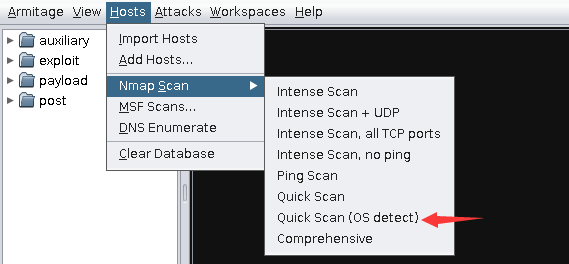 Armitage View Hosts Attacks Workspaces Help
auxiliary
exploit
payload
post
Import Hosts
Add Hosts...
Nmap Scan
MSF Scans...
DNS Enumerate
Clear Database
Intense Scan
Intense Scan + UDP
Intense Scan, all TCP ports
Intense Scan, no ping
Ping Scan
Quick Scan
Quick Scan (OS detect)
Comprehensive